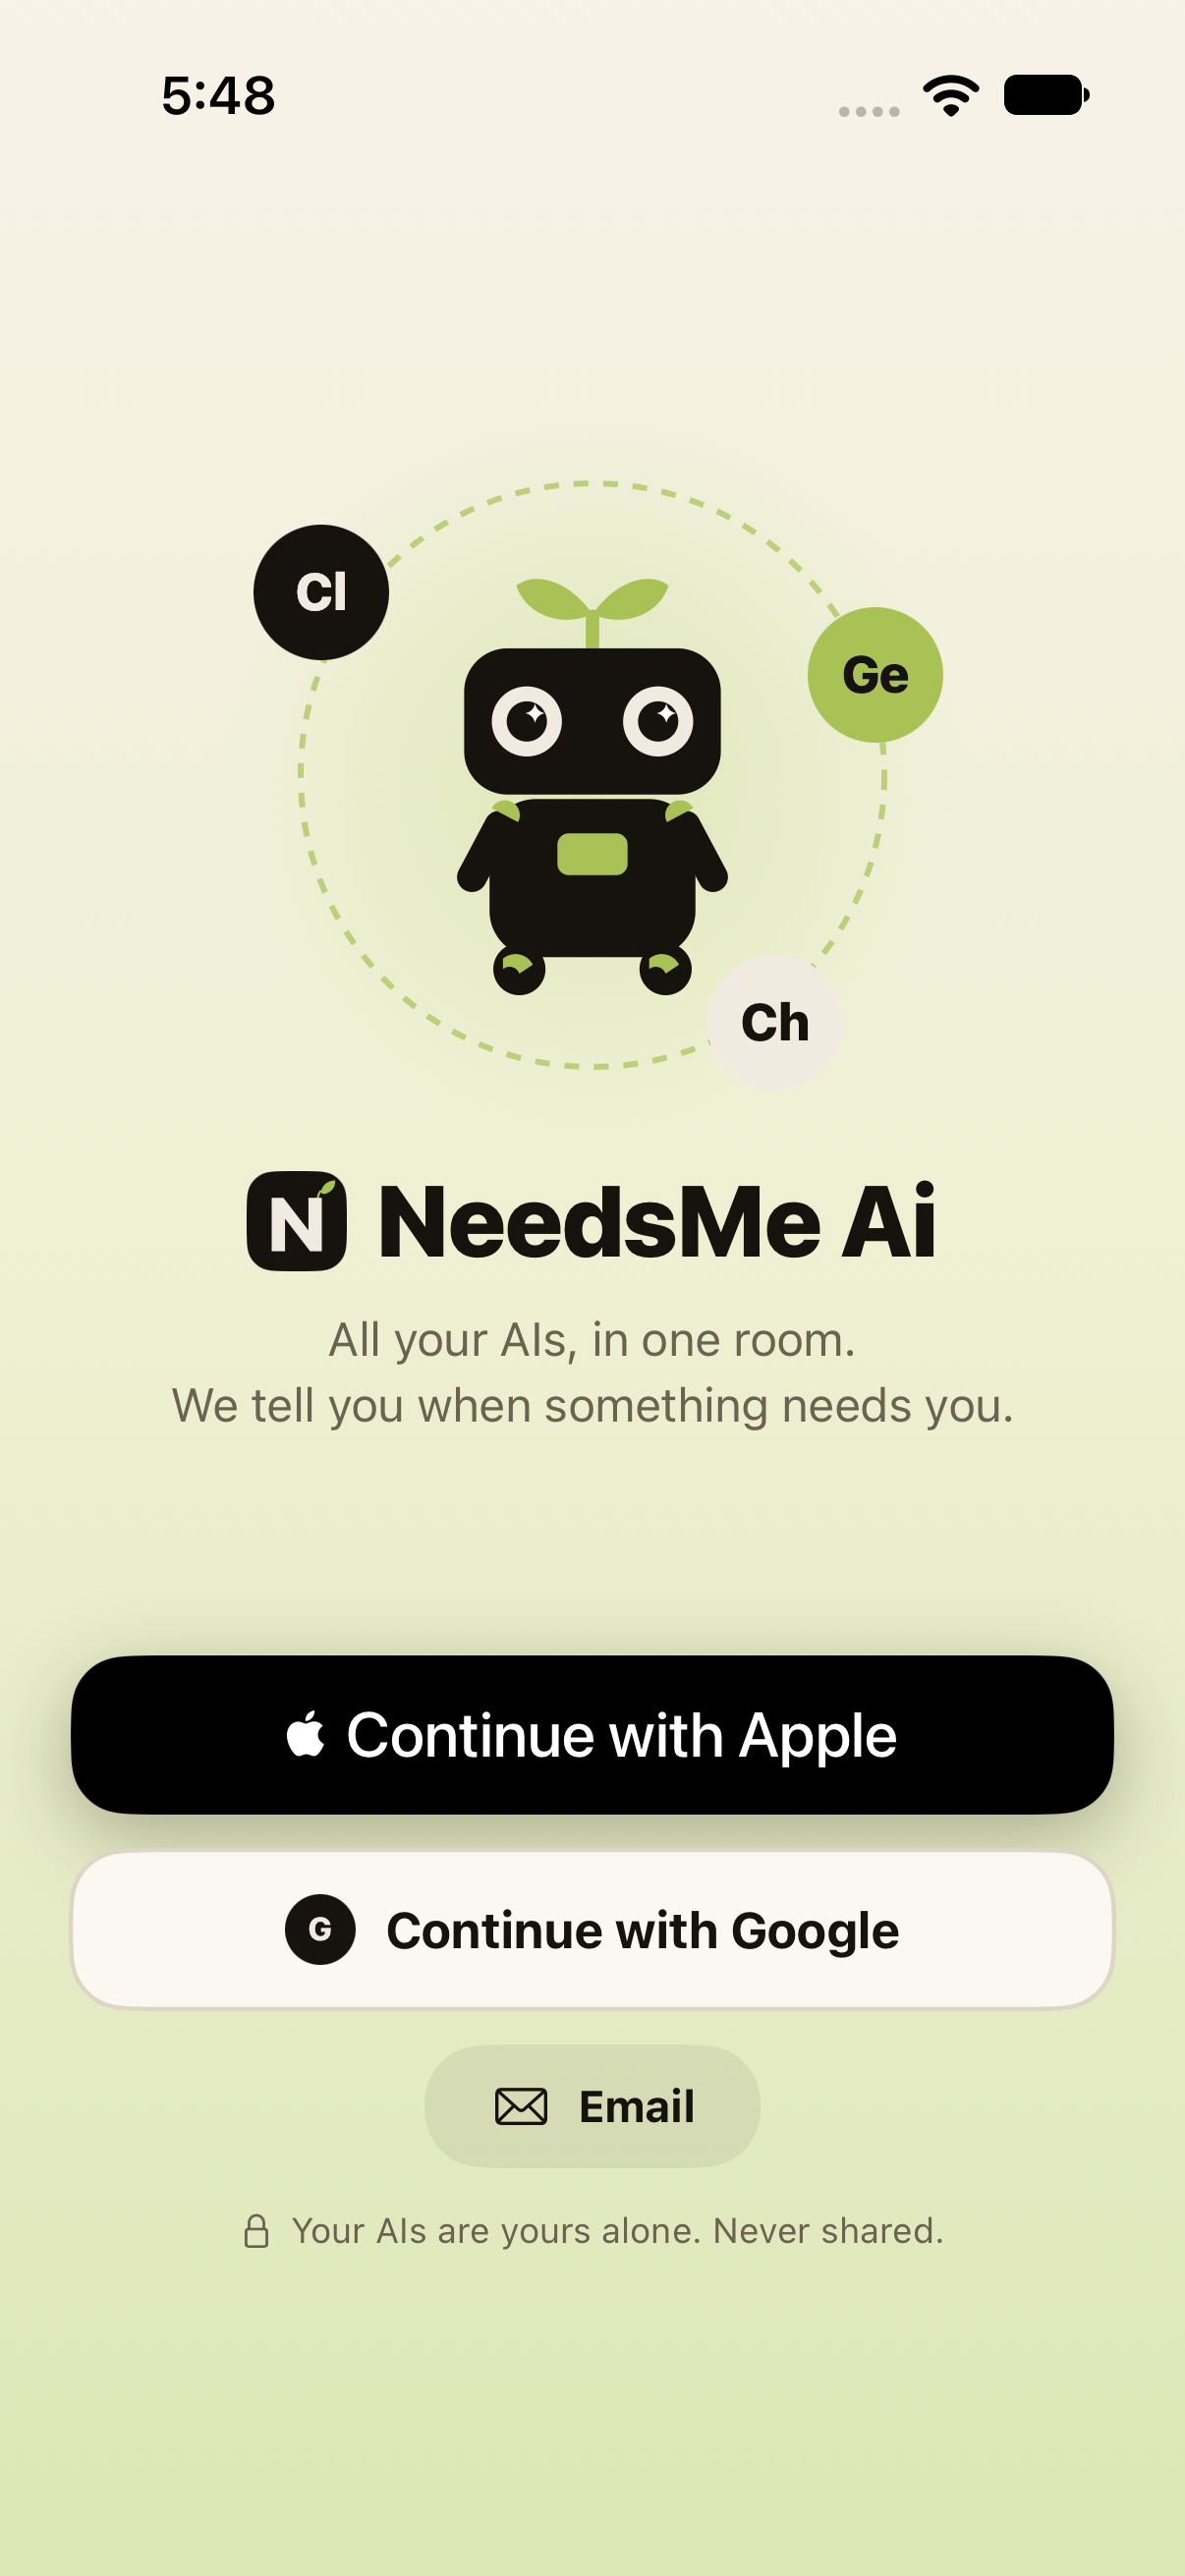 5:48
Cl
Ge
Ch
N NeedsMe Ai
All your AIs, in one room.
We tell you when something needs you.
Continue with Apple
G Continue with Google
Email
Your AIs are yours alone. Never shared.